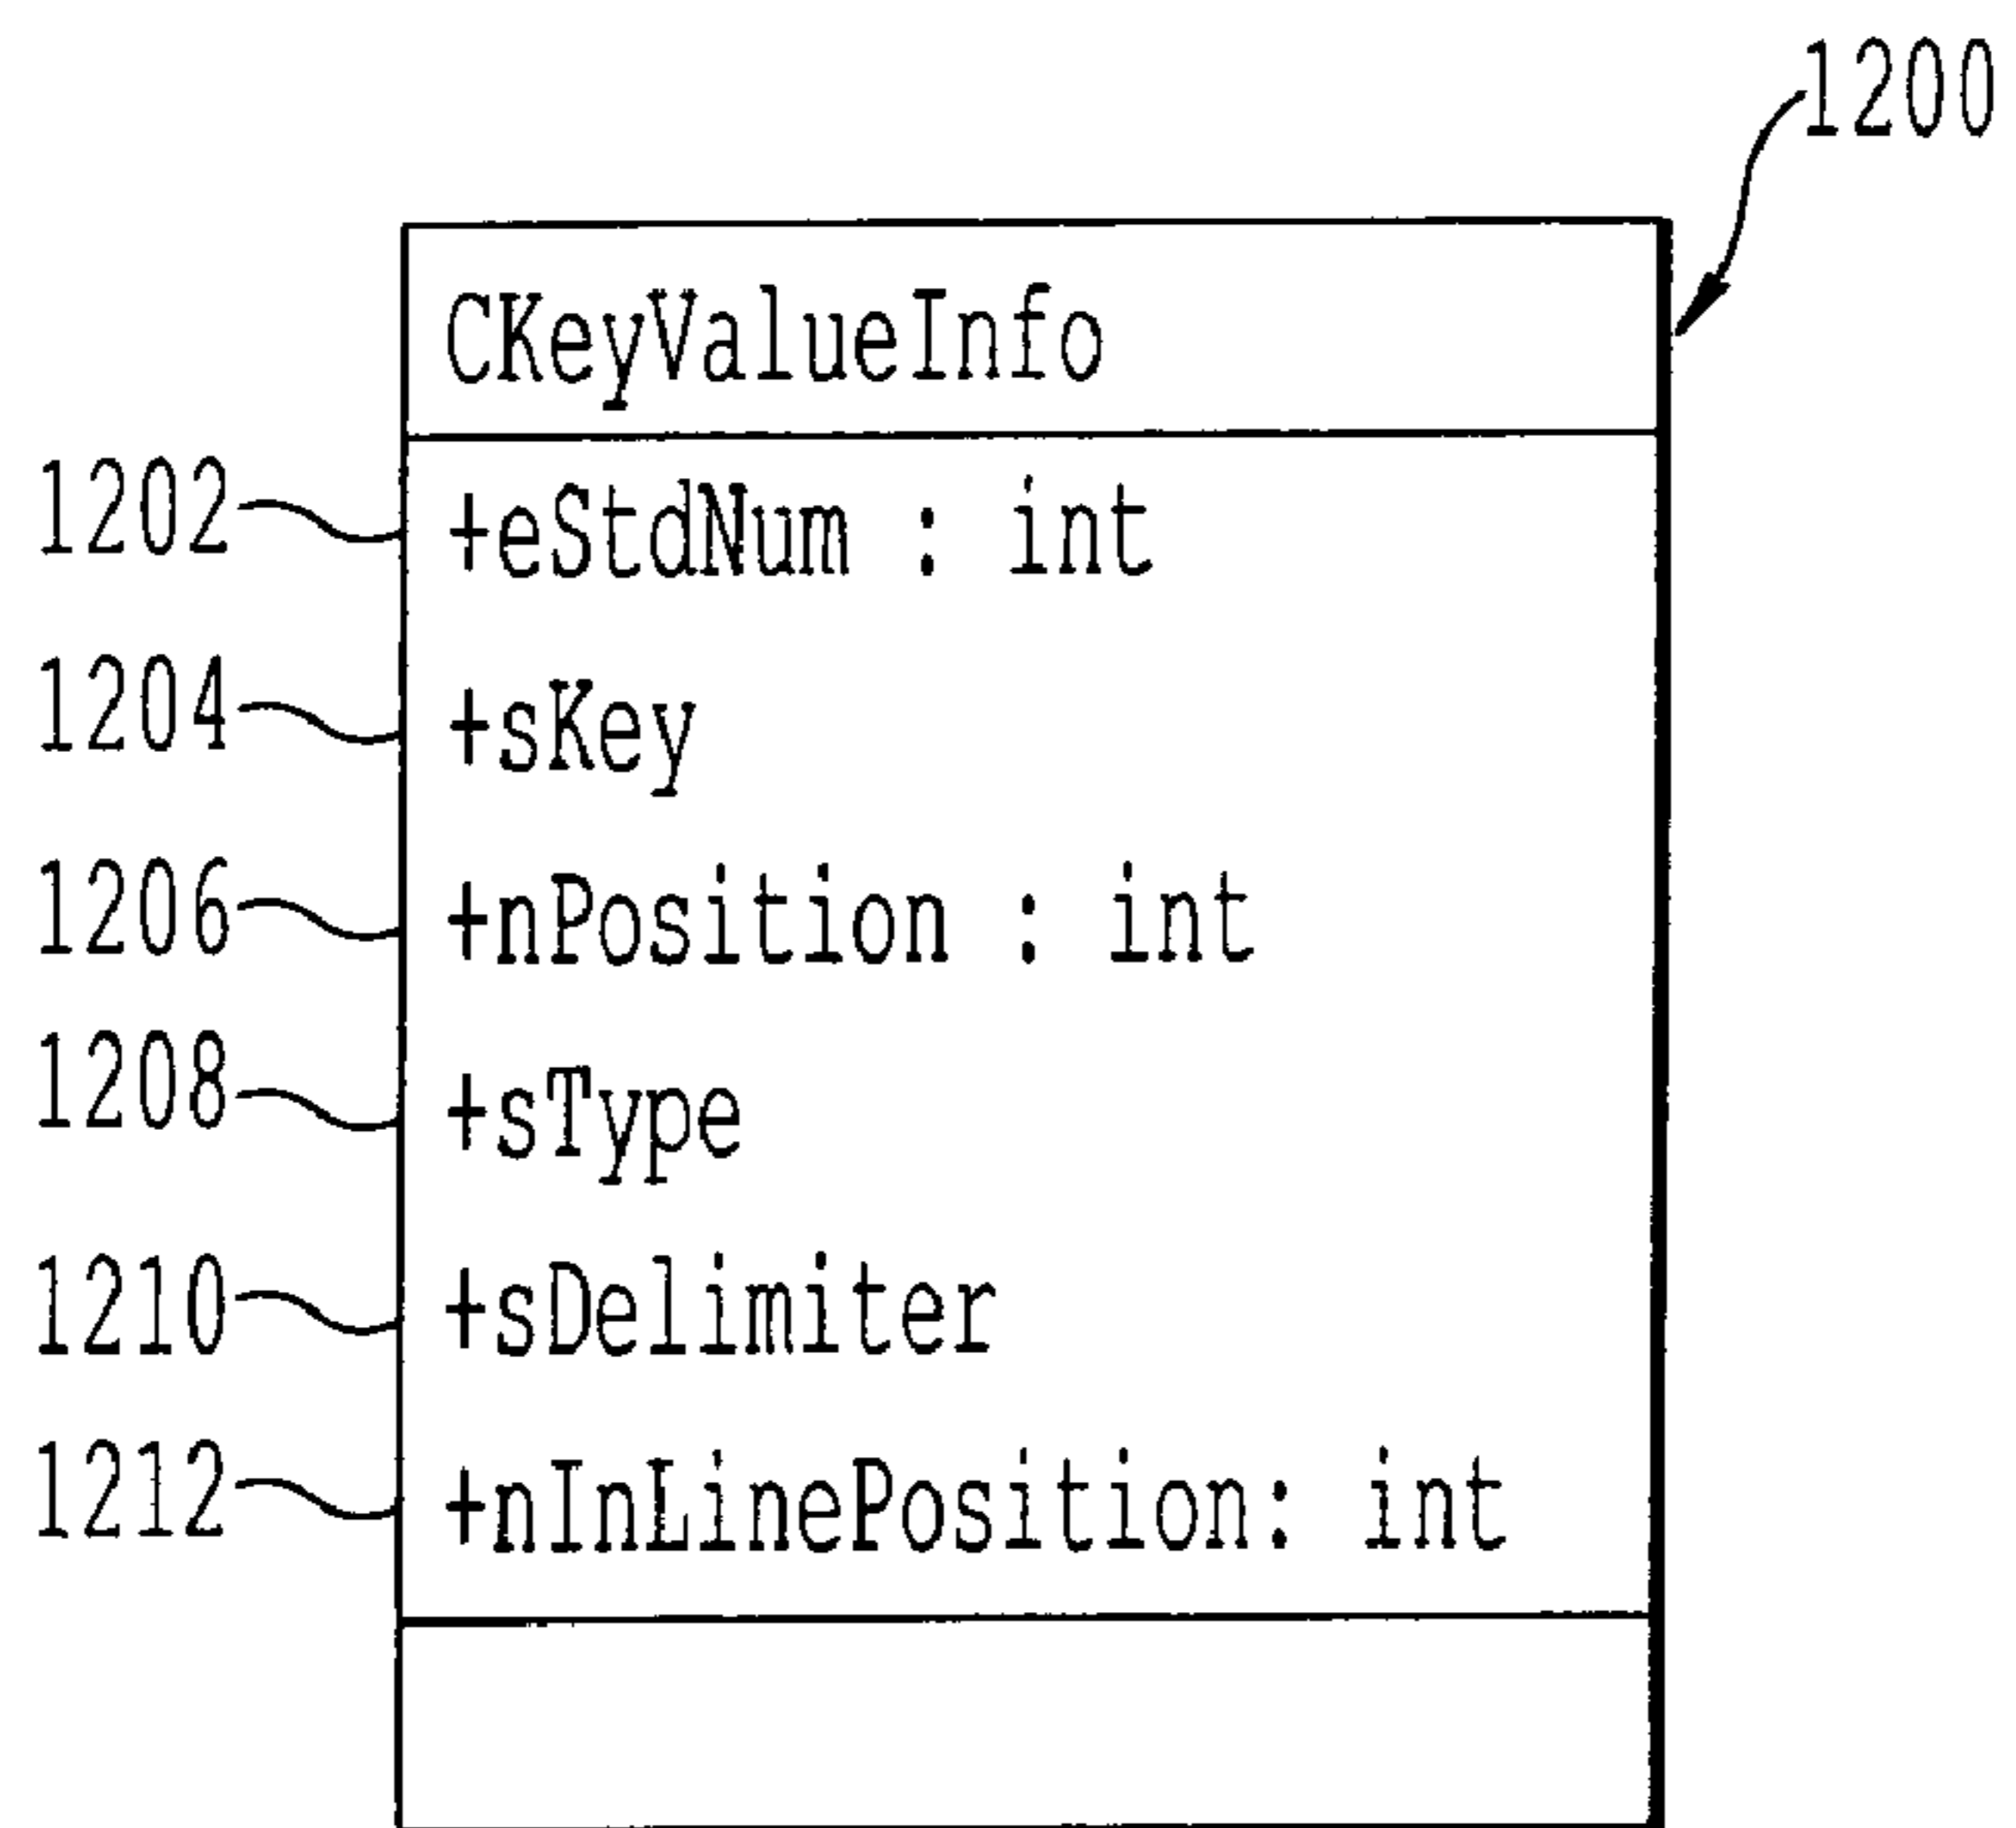 1200
CKeyValueInfo
1202 +eStdNum : int
1204 +sKey
1206 +nPosition : int
1208 +sType
1210 +sDelimiter
1212 +nInLinePosition: int